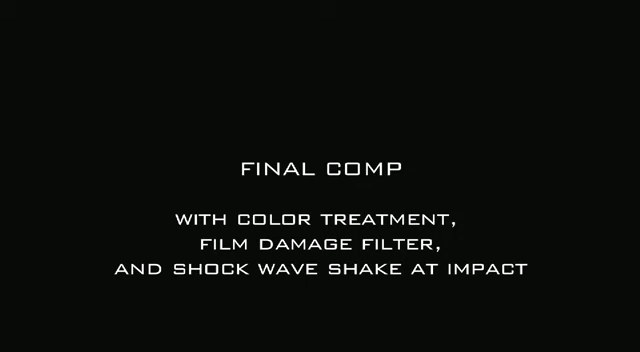 FINAL COMP
WITH COLOR TREATMENT,
FILM DAMAGE FILTER,
AND SHOCK WAVE SHAKE AT IMPACT